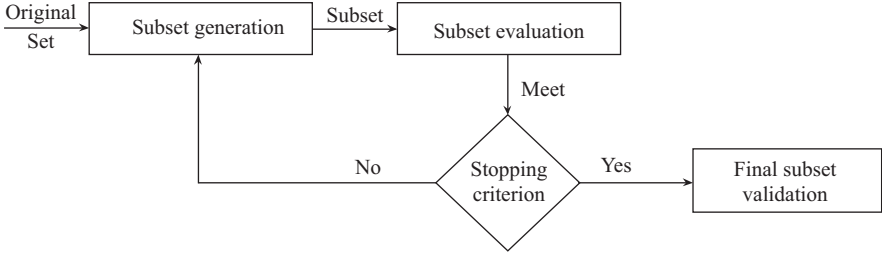 Original
Set
Subset generation
Subset
Subset evaluation
Meet
Stopping
criterion
No
Yes
Final subset
validation